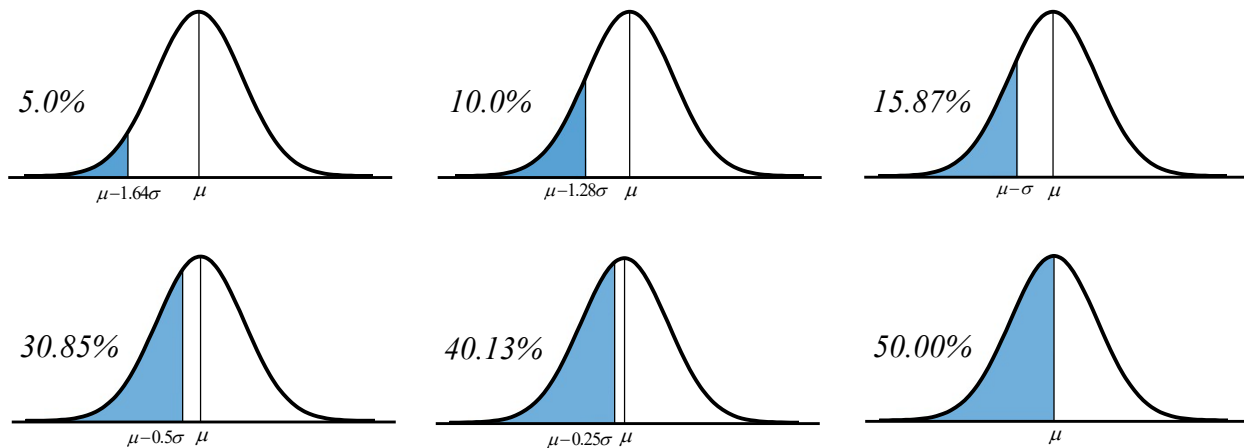 5.0%
μ−1.64σ μ
10.0%
μ−1.28σ μ
15.87%
μ−σ μ
30.85%
μ−0.5σ μ
40.13%
μ−0.25σ μ
50.00%
μ